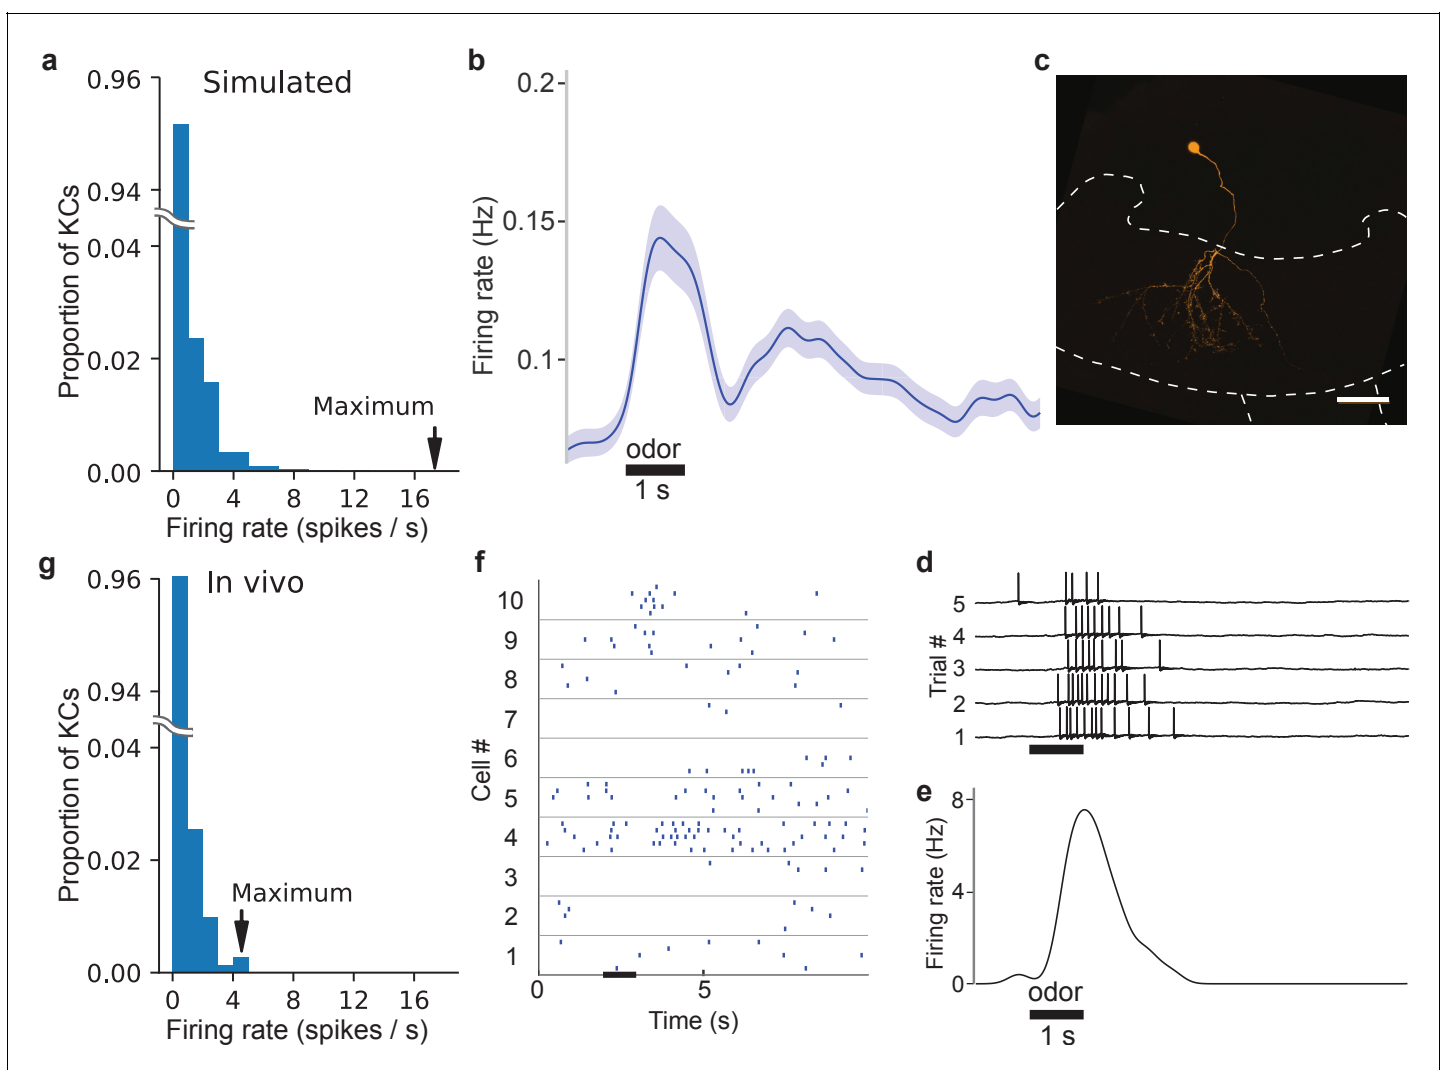 a
Simulated
0.96
0.94
0.04
0.02
0.00
Proportion of KCs
Maximum
0 4 8 12 16
Firing rate (spikes / s)
b
0.2
0.15
0.1
Firing rate (Hz)
odor
1 s
c
g
In vivo
0.96
0.94
0.04
0.02
0.00
Proportion of KCs
Maximum
0 4 8 12 16
Firing rate (spikes / s)
f
10
9
8
7
6
5
4
3
2
1
Cell #
0 5
Time (s)
d
5
4
3
2
1
Trial #
e
8
4
0
Firing rate (Hz)
odor
1 s